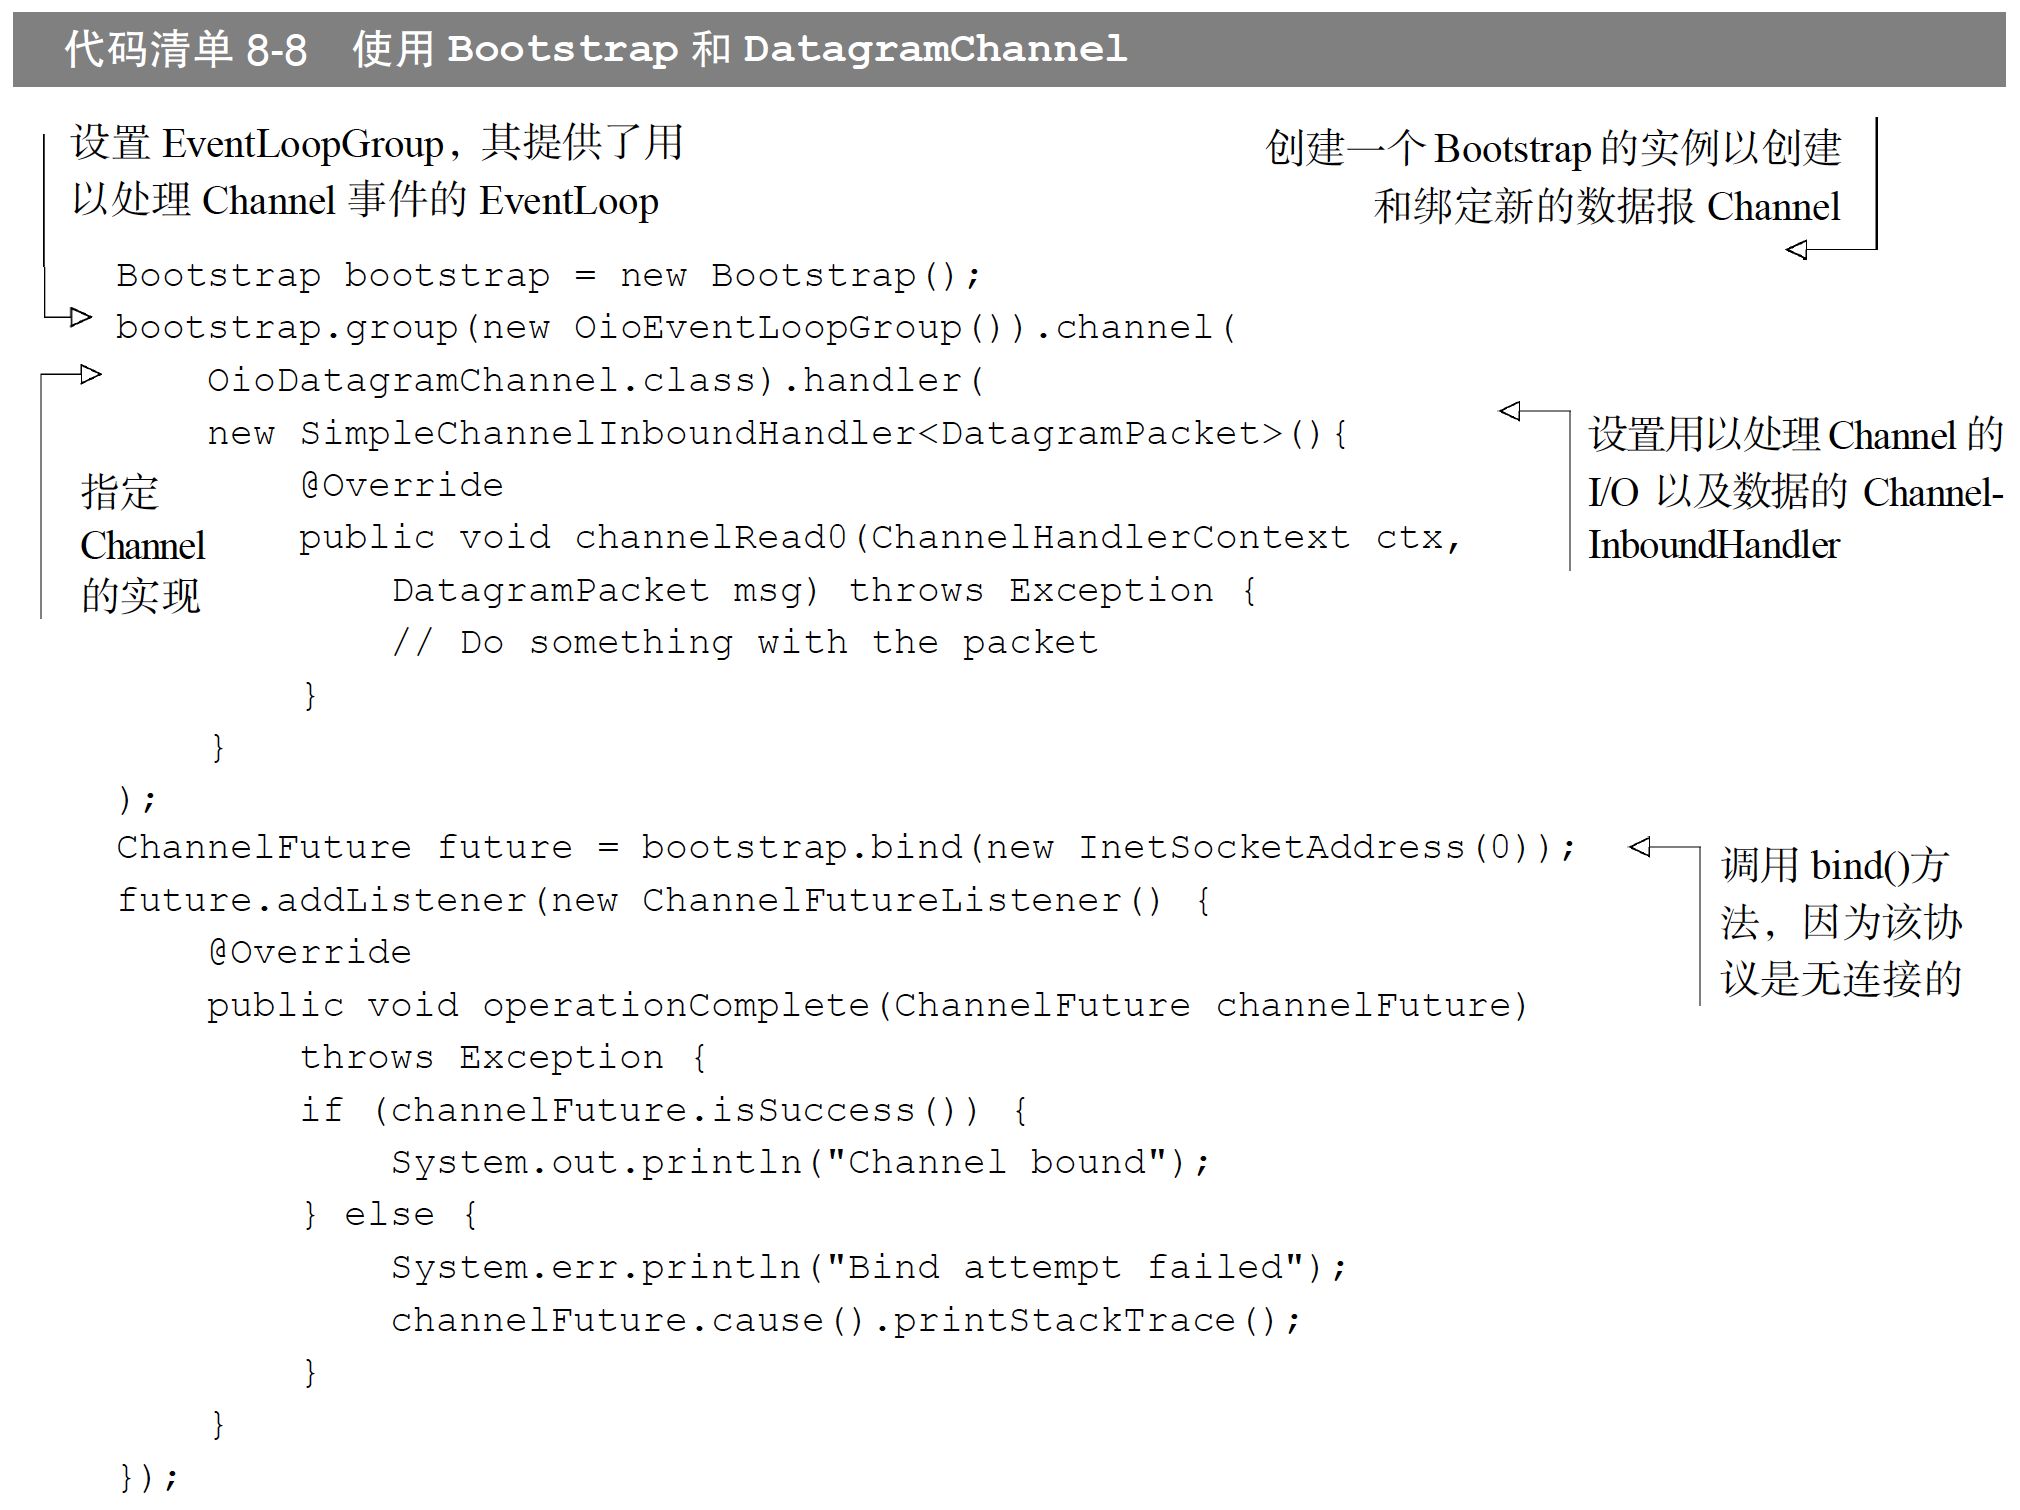 代码清单 8-8 使用 Bootstrap 和 DatagramChannel
设置 EventLoopGroup，其提供了用
以处理 Channel 事件的 EventLoop
创建一个 Bootstrap 的实例以创建
和绑定新的数据报 Channel
Bootstrap bootstrap = new Bootstrap();
bootstrap.group(new OioEventLoopGroup()).channel(
OioDatagramChannel.class).handler(
new SimpleChannelInboundHandler<DatagramPacket>(){
@Override
public void channelRead0(ChannelHandlerContext ctx,
DatagramPacket msg) throws Exception {
// Do something with the packet
}
}
);
指定
Channel
的实现
设置用以处理 Channel 的
I/O 以及数据的 Channel-
InboundHandler
ChannelFuture future = bootstrap.bind(new InetSocketAddress(0));
future.addListener(new ChannelFutureListener() {
@Override
public void operationComplete(ChannelFuture channelFuture)
throws Exception {
if (channelFuture.isSuccess()) {
System.out.println("Channel bound");
} else {
System.err.println("Bind attempt failed");
channelFuture.cause().printStackTrace();
}
}
});
调用 bind()方
法，因为该协
议是无连接的